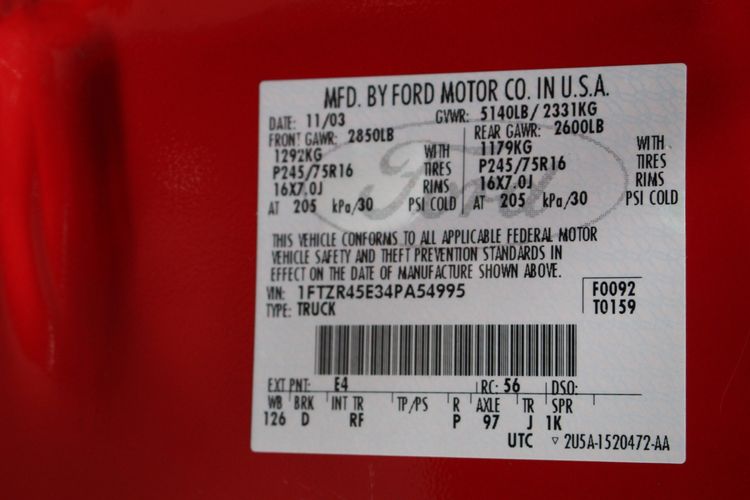 MFD. BY FORD MOTOR CO. IN U.S.A.
DATE: 11/03 GVWR: 5140LB/ 2331KG
FRONT GAWR: 2850LB REAR GAWR: 2600LB
1292KG WITH 1179KG WITH
P245/75R16 TIRES P245/75R16 TIRES
16X7.0J RIMS 16X7.0J RIMS
AT 205 kPa/30 PSI COLD AT 205 kPa/30 PSI COLD
Ford
THIS VEHICLE CONFORMS TO ALL APPLICABLE FEDERAL MOTOR
VEHICLE SAFETY AND THEFT PREVENTION STANDARDS IN
EFFECT ON THE DATE OF MANUFACTURE SHOWN ABOVE.
VIN: 1FTZR45E34PA54995 F0092
TYPE: TRUCK T0159
EXT PNT: E4 RC: 56 DSO:
WB BRK INT TR TP/PS R AXLE TR SPR
126 D RF P 97 J 1K
UTC ▽ 2U5A-1520472-AA